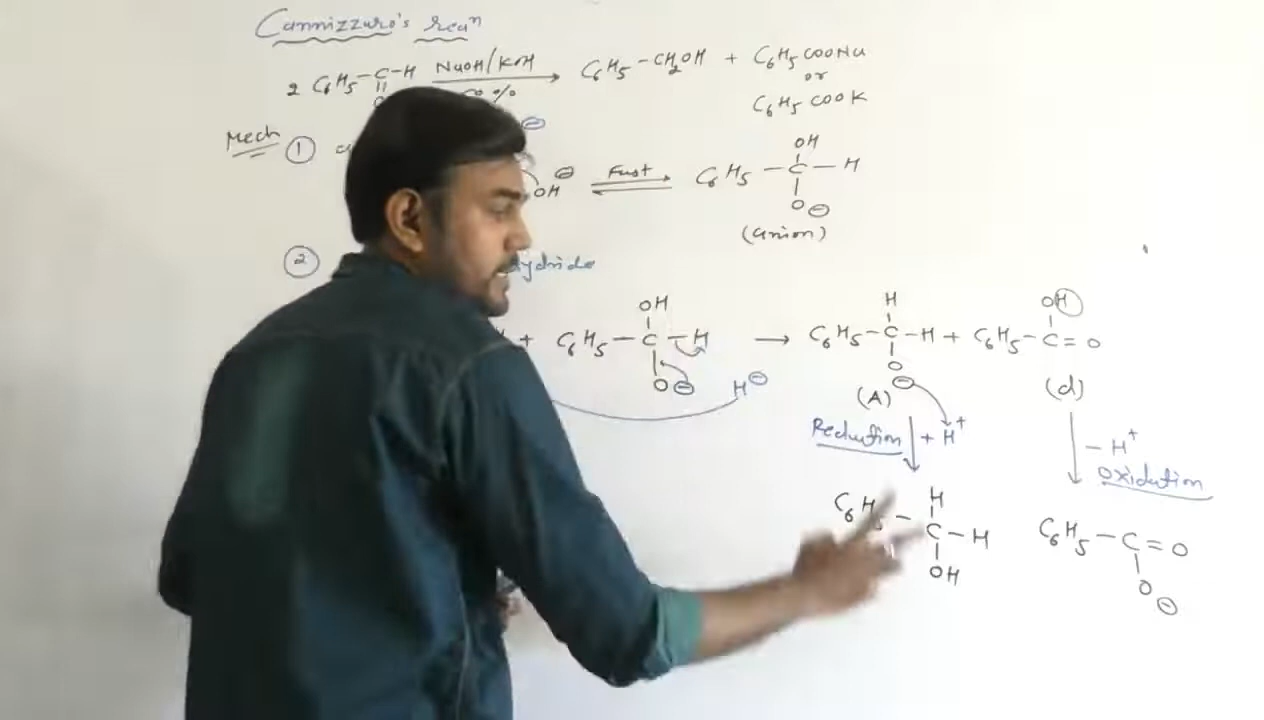 Cannizzuro's reaⁿ
2 C₆H₅–C–H NaOH/KOH C₆H₅–CH₂OH + C₆H₅COONa
%
or
C₆H₅COOK
Mech ① ⊖ OH
OH ⊖ Fast C₆H₅–C–H
O⊖
(anion)
② ydride
OH H OH
+ C₆H₅–C–H → C₆H₅–C–H + C₆H₅–C=O
O⊖ H⊖ O⊖
(A) (d)
Reduction + H⁺ – H⁺
Oxidation
H
C₆H₅–C–H C₆H₅–C=O
OH O⊖